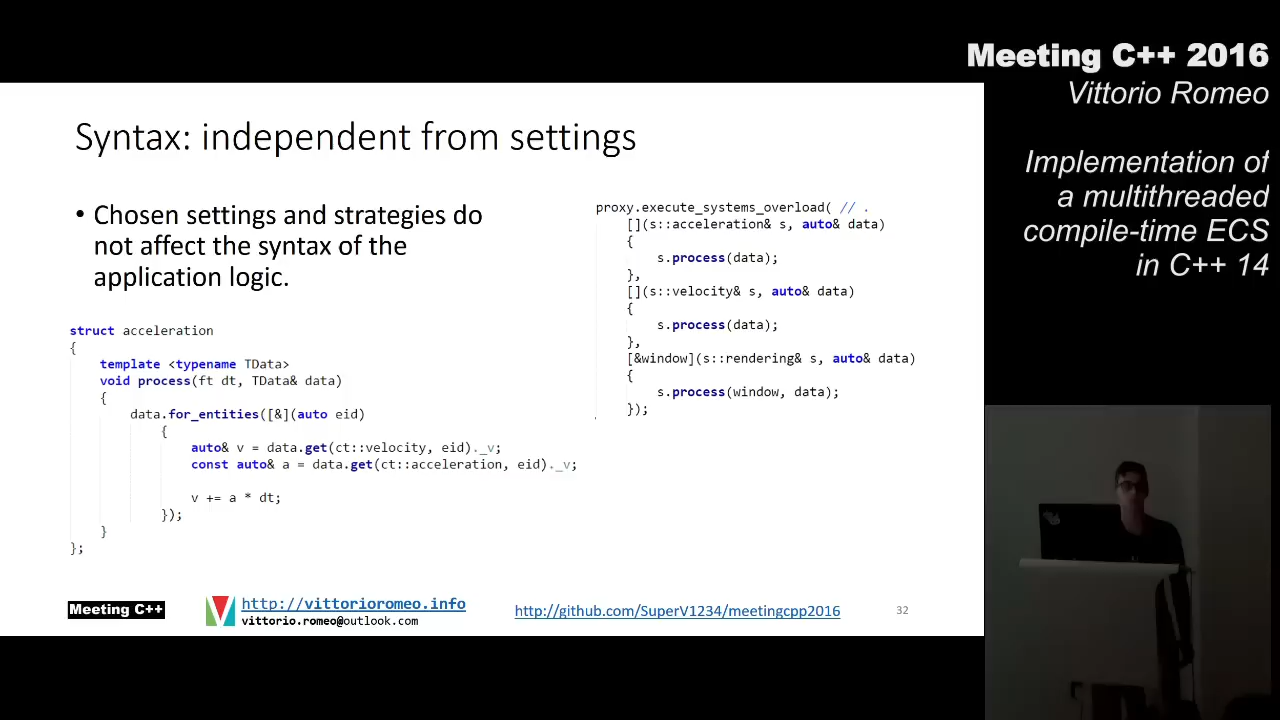 Meeting C++ 2016
Vittorio Romeo
Implementation of
a multithreaded
compile-time ECS
in C++ 14
Syntax: independent from settings
• Chosen settings and strategies do
not affect the syntax of the
application logic.
struct acceleration
{
template <typename TData>
void process(ft dt, TData& data)
{
data.for_entities([&](auto eid)
{
auto& v = data.get(ct::velocity, eid)._v;
const auto& a = data.get(ct::acceleration, eid)._v;
v += a * dt;
});
}
};
proxy.execute_systems_overload( // .
[](s::acceleration& s, auto& data)
{
s.process(data);
},
[](s::velocity& s, auto& data)
{
s.process(data);
},
[&window](s::rendering& s, auto& data)
{
s.process(window, data);
});
Meeting C++
http://vittorioromeo.info
vittorio.romeo@outlook.com
http://github.com/SuperV1234/meetingcpp2016
32